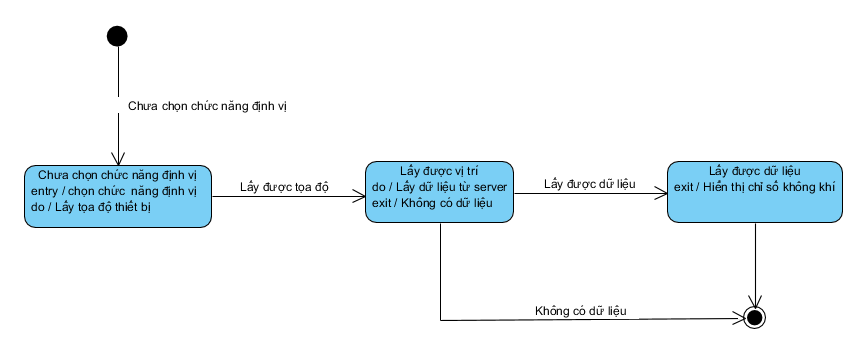 Chưa chọn chức năng định vị
Chưa chọn chức năng định vị
entry / chọn chức năng định vị
do / Lấy tọa độ thiết bị
Lấy được tọa độ
Lấy được vị trí
do / Lấy dữ liệu từ server
exit / Không có dữ liệu
Lấy được dữ liệu
Lấy được dữ liệu
exit / Hiển thị chỉ số không khí
Không có dữ liệu